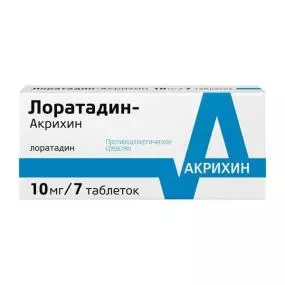 Лоратадин-
Акрихин
Противоаллергическое
средство
лоратадин
АКРИХИН
10 мг/7 таблеток